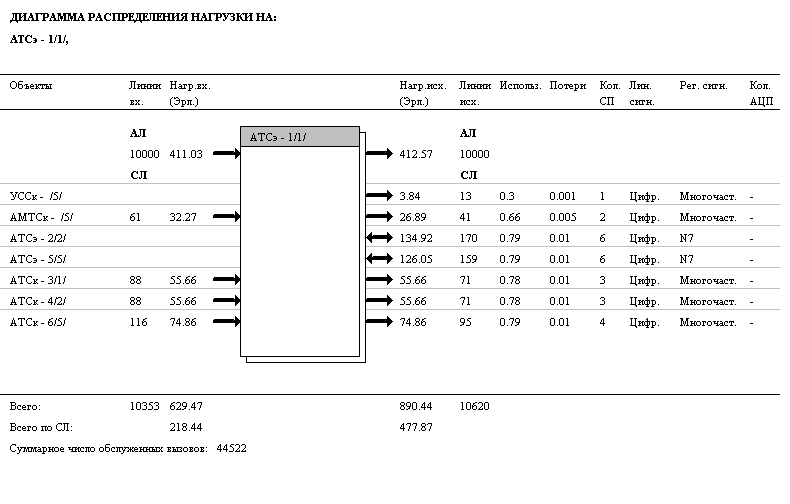 ДИАГРАММА РАСПРЕДЕЛЕНИЯ НАГРУЗКИ НА:
АТСэ - 1/1/,
Объекты Линии Нагр.вх. Нагр.исх. Линии Использ. Потери Кол. Лин. Рег. сигн. Кол.
вх. (Эрл.) (Эрл.) исх. СП сигн. АЦП
АЛ АТСэ - 1/1/ АЛ
10000 411.03 412.57 10000
СЛ СЛ
УССк - /5/ 3.84 13 0.3 0.001 1 Цифр. Многочаст. -
АМТСк - /5/ 61 32.27 26.89 41 0.66 0.005 2 Цифр. Многочаст. -
АТСэ - 2/2/ 134.92 170 0.79 0.01 6 Цифр. N7 -
АТСэ - 5/5/ 126.05 159 0.79 0.01 6 Цифр. N7 -
АТСк - 3/1/ 88 55.66 55.66 71 0.78 0.01 3 Цифр. Многочаст. -
АТСк - 4/2/ 88 55.66 55.66 71 0.78 0.01 3 Цифр. Многочаст. -
АТСк - 6/5/ 116 74.86 74.86 95 0.79 0.01 4 Цифр. Многочаст. -
Всего: 10353 629.47 890.44 10620
Всего по СЛ: 218.44 477.87
Суммарное число обслуженных вызовов: 44522